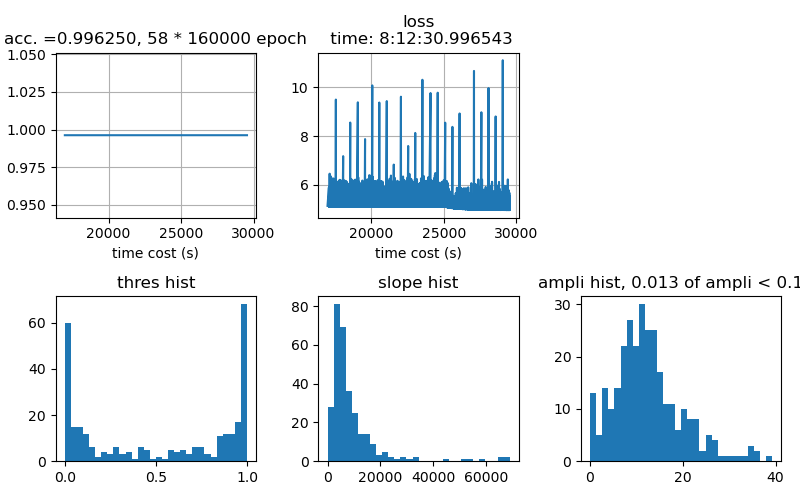 acc. =0.996250, 58 * 160000 epoch
1.050
1.025
1.000
0.975
0.950
20000 25000 30000
time cost (s)
loss
time: 8:12:30.996543
10
8
6
20000 25000 30000
time cost (s)
thres hist
60
40
20
0
0.0 0.5 1.0
slope hist
80
60
40
20
0
0 20000 40000 60000
ampli hist, 0.013 of ampli < 0.1
30
20
10
0
0 20 40